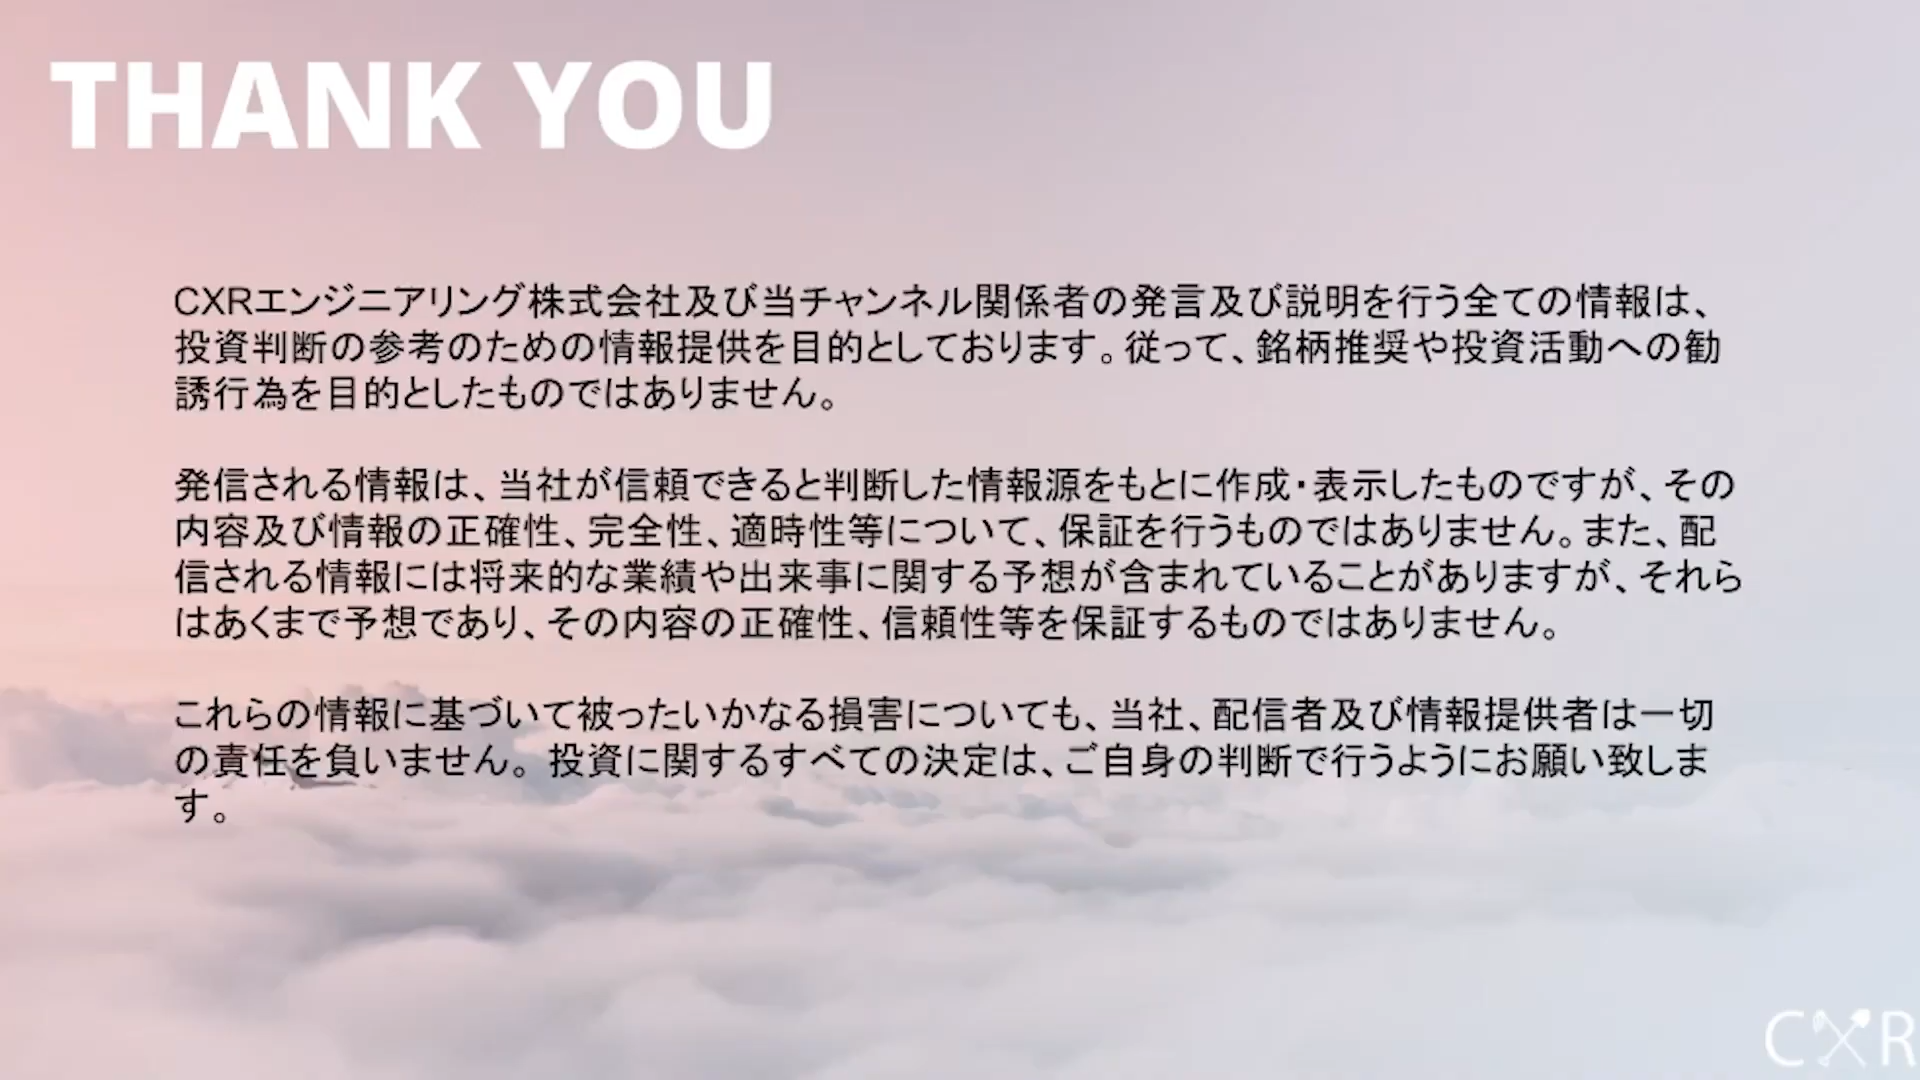 THANK YOU
CXRエンジニアリング株式会社及び当チャンネル関係者の発言及び説明を行う全ての情報は、
投資判断の参考のための情報提供を目的としております。従って、銘柄推奨や投資活動への勧
誘行為を目的としたものではありません。
発信される情報は、当社が信頼できると判断した情報源をもとに作成・表示したものですが、その
内容及び情報の正確性、完全性、適時性等について、保証を行うものではありません。また、配
信される情報には将来的な業績や出来事に関する予想が含まれていることがありますが、それら
はあくまで予想であり、その内容の正確性、信頼性等を保証するものではありません。
これらの情報に基づいて被ったいかなる損害についても、当社、配信者及び情報提供者は一切
の責任を負いません。 投資に関するすべての決定は、ご自身の判断で行うようにお願い致しま
す。
CXR